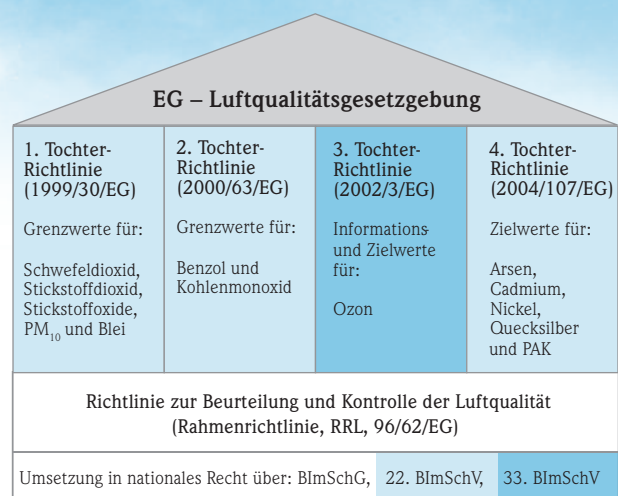 EG – Luftqualitätsgesetzgebung
1. Tochter-
Richtlinie
(1999/30/EG)
Grenzwerte für:
Schwefeldioxid,
Stickstoffdioxid,
Stickstoffoxide,
PM₁₀ und Blei
2. Tochter-
Richtlinie
(2000/63/EG)
Grenzwerte für:
Benzol und
Kohlenmonoxid
3. Tochter-
Richtlinie
(2002/3/EG)
Informations-
und Zielwerte
für:
Ozon
4. Tochter-
Richtlinie
(2004/107/EG)
Zielwerte für:
Arsen,
Cadmium,
Nickel,
Quecksilber
und PAK
Richtlinie zur Beurteilung und Kontrolle der Luftqualität
(Rahmenrichtlinie, RRL, 96/62/EG)
Umsetzung in nationales Recht über: BImSchG, 22. BImSchV, 33. BImSchV